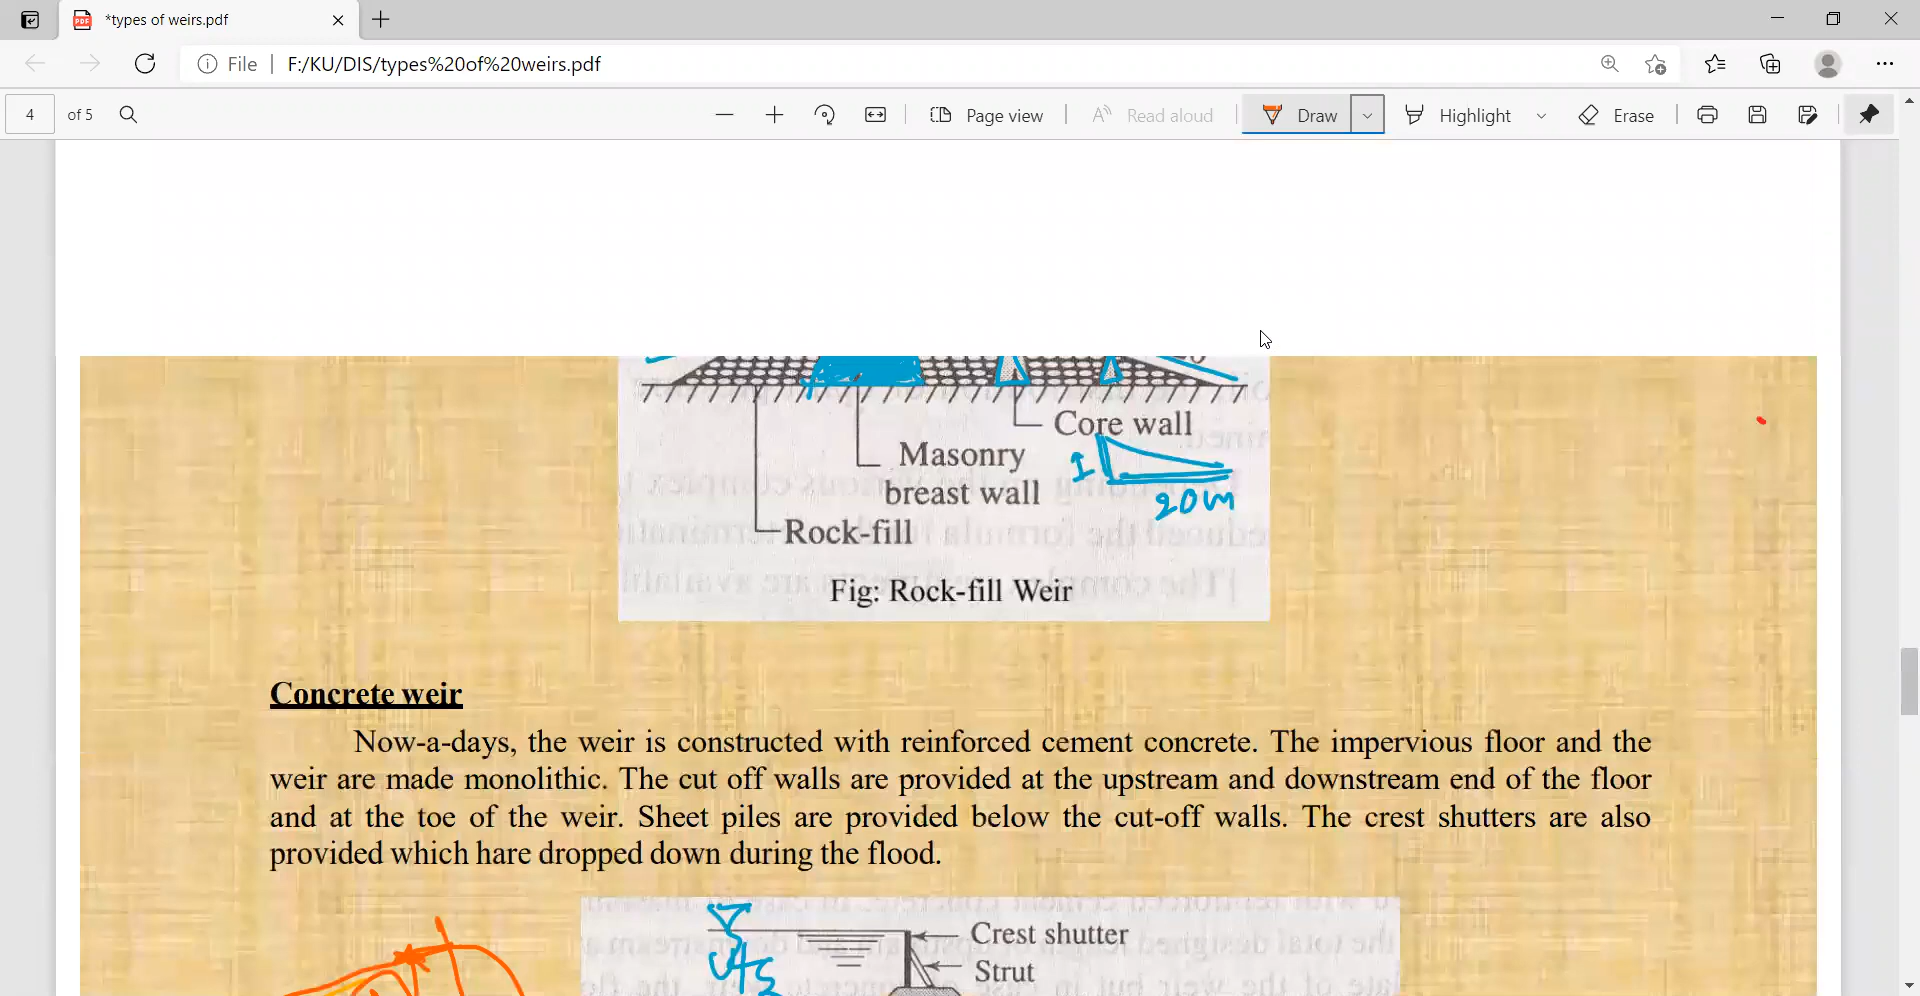 *types of weirs.pdf
File F:/KU/DIS/types%20of%20weirs.pdf
4 of 5 Page view Read aloud Draw Highlight Erase
20
Core wall
Masonry
breast wall
1
20m
Rock-fill
Fig: Rock-fill Weir
Concrete weir
Now-a-days, the weir is constructed with reinforced cement concrete. The impervious floor and the
weir are made monolithic. The cut off walls are provided at the upstream and downstream end of the floor
and at the toe of the weir. Sheet piles are provided below the cut-off walls. The crest shutters are also
provided which hare dropped down during the flood.
Crest shutter
U/S
Strut